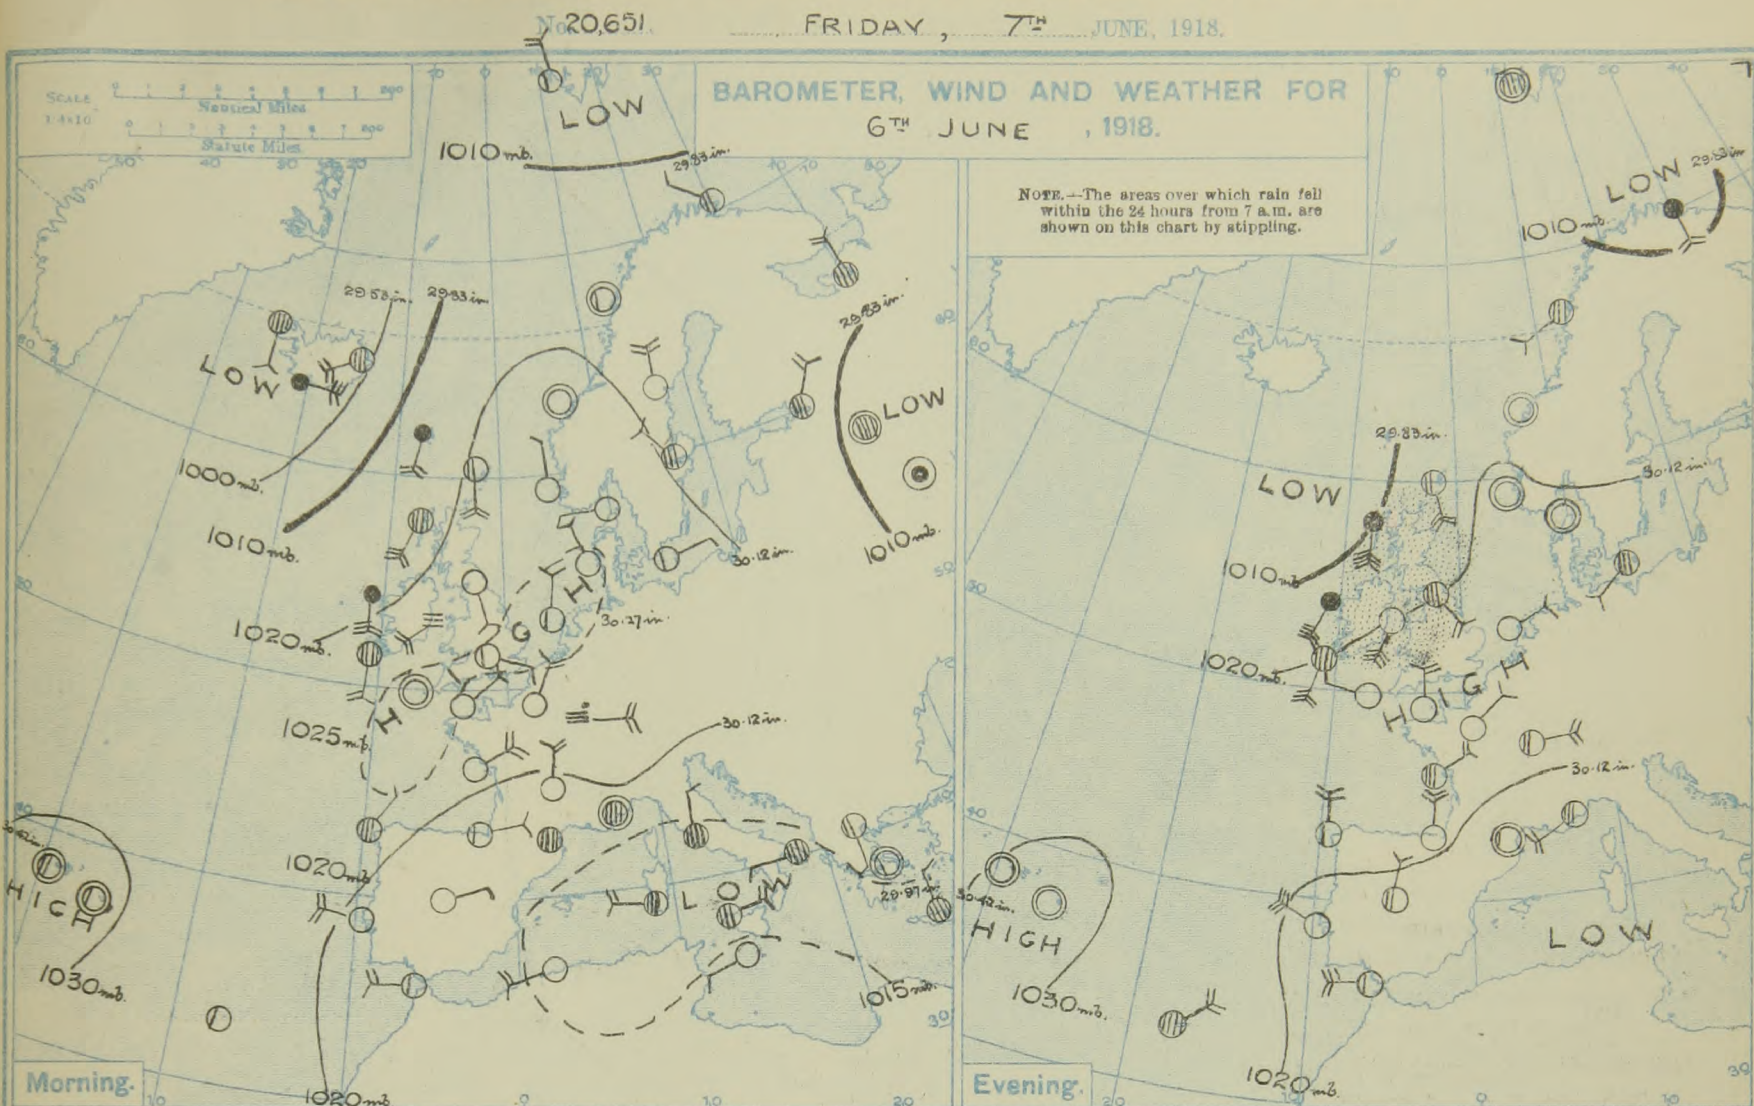 No. 20,651. FRIDAY, 7TH JUNE, 1918.
SCALE
Nautical Miles
Statute Miles
BAROMETER, WIND AND WEATHER FOR
6TH JUNE, 1918.
NOTE.—The areas over which rain fell
within the 24 hours from 7 a.m. are
shown on this chart by stippling.
LOW
1010 mb.
29.83 in.
29.53 in. 29.83 in.
LOW
1000 mb.
1010 mb.
29.83 in.
LOW
1010 mb.
30.12 in.
1020 mb.
HIGH
30.27 in.
1025 mb.
30.12 in.
1020 mb.
HIGH
1030 mb.
LOW
29.97 in.
1015 mb.
1020 mb.
Morning.
LOW 29.83 in.
1010 mb.
29.83 in.
LOW
30.12 in.
1010 mb.
1020 mb.
HIGH
30.12 in.
30.42 in.
HIGH
1030 mb.
LOW
1020 mb.
Evening.